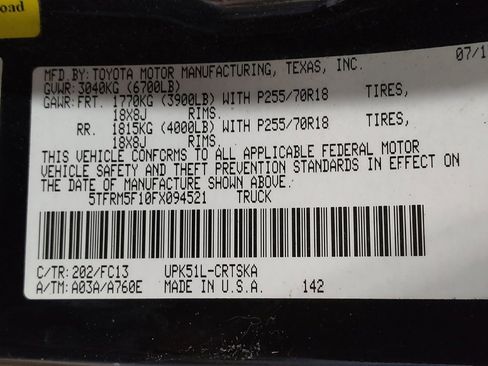 oad
MFD.BY: TOYOTA MOTOR MANUFACTURING, TEXAS, INC. 07/1
GVWR: 3040KG (6700LB)
GAWR: FRT. 1770KG (3900LB) WITH P255/70R18 TIRES,
18X8J RIMS.
RR. 1815KG (4000LB) WITH P255/70R18 TIRES,
18X8J RIMS.
THIS VEHICLE CONFORMS TO ALL APPLICABLE FEDERAL MOTOR
VEHICLE SAFETY AND THEFT PREVENTION STANDARDS IN EFFECT ON
THE DATE OF MANUFACTURE SHOWN ABOVE.
5TFRM5F10FX094521 TRUCK
C/TR: 202/FC13 UPK51L-CRTSKA
A/TM: A03A/A760E MADE IN U.S.A. 142